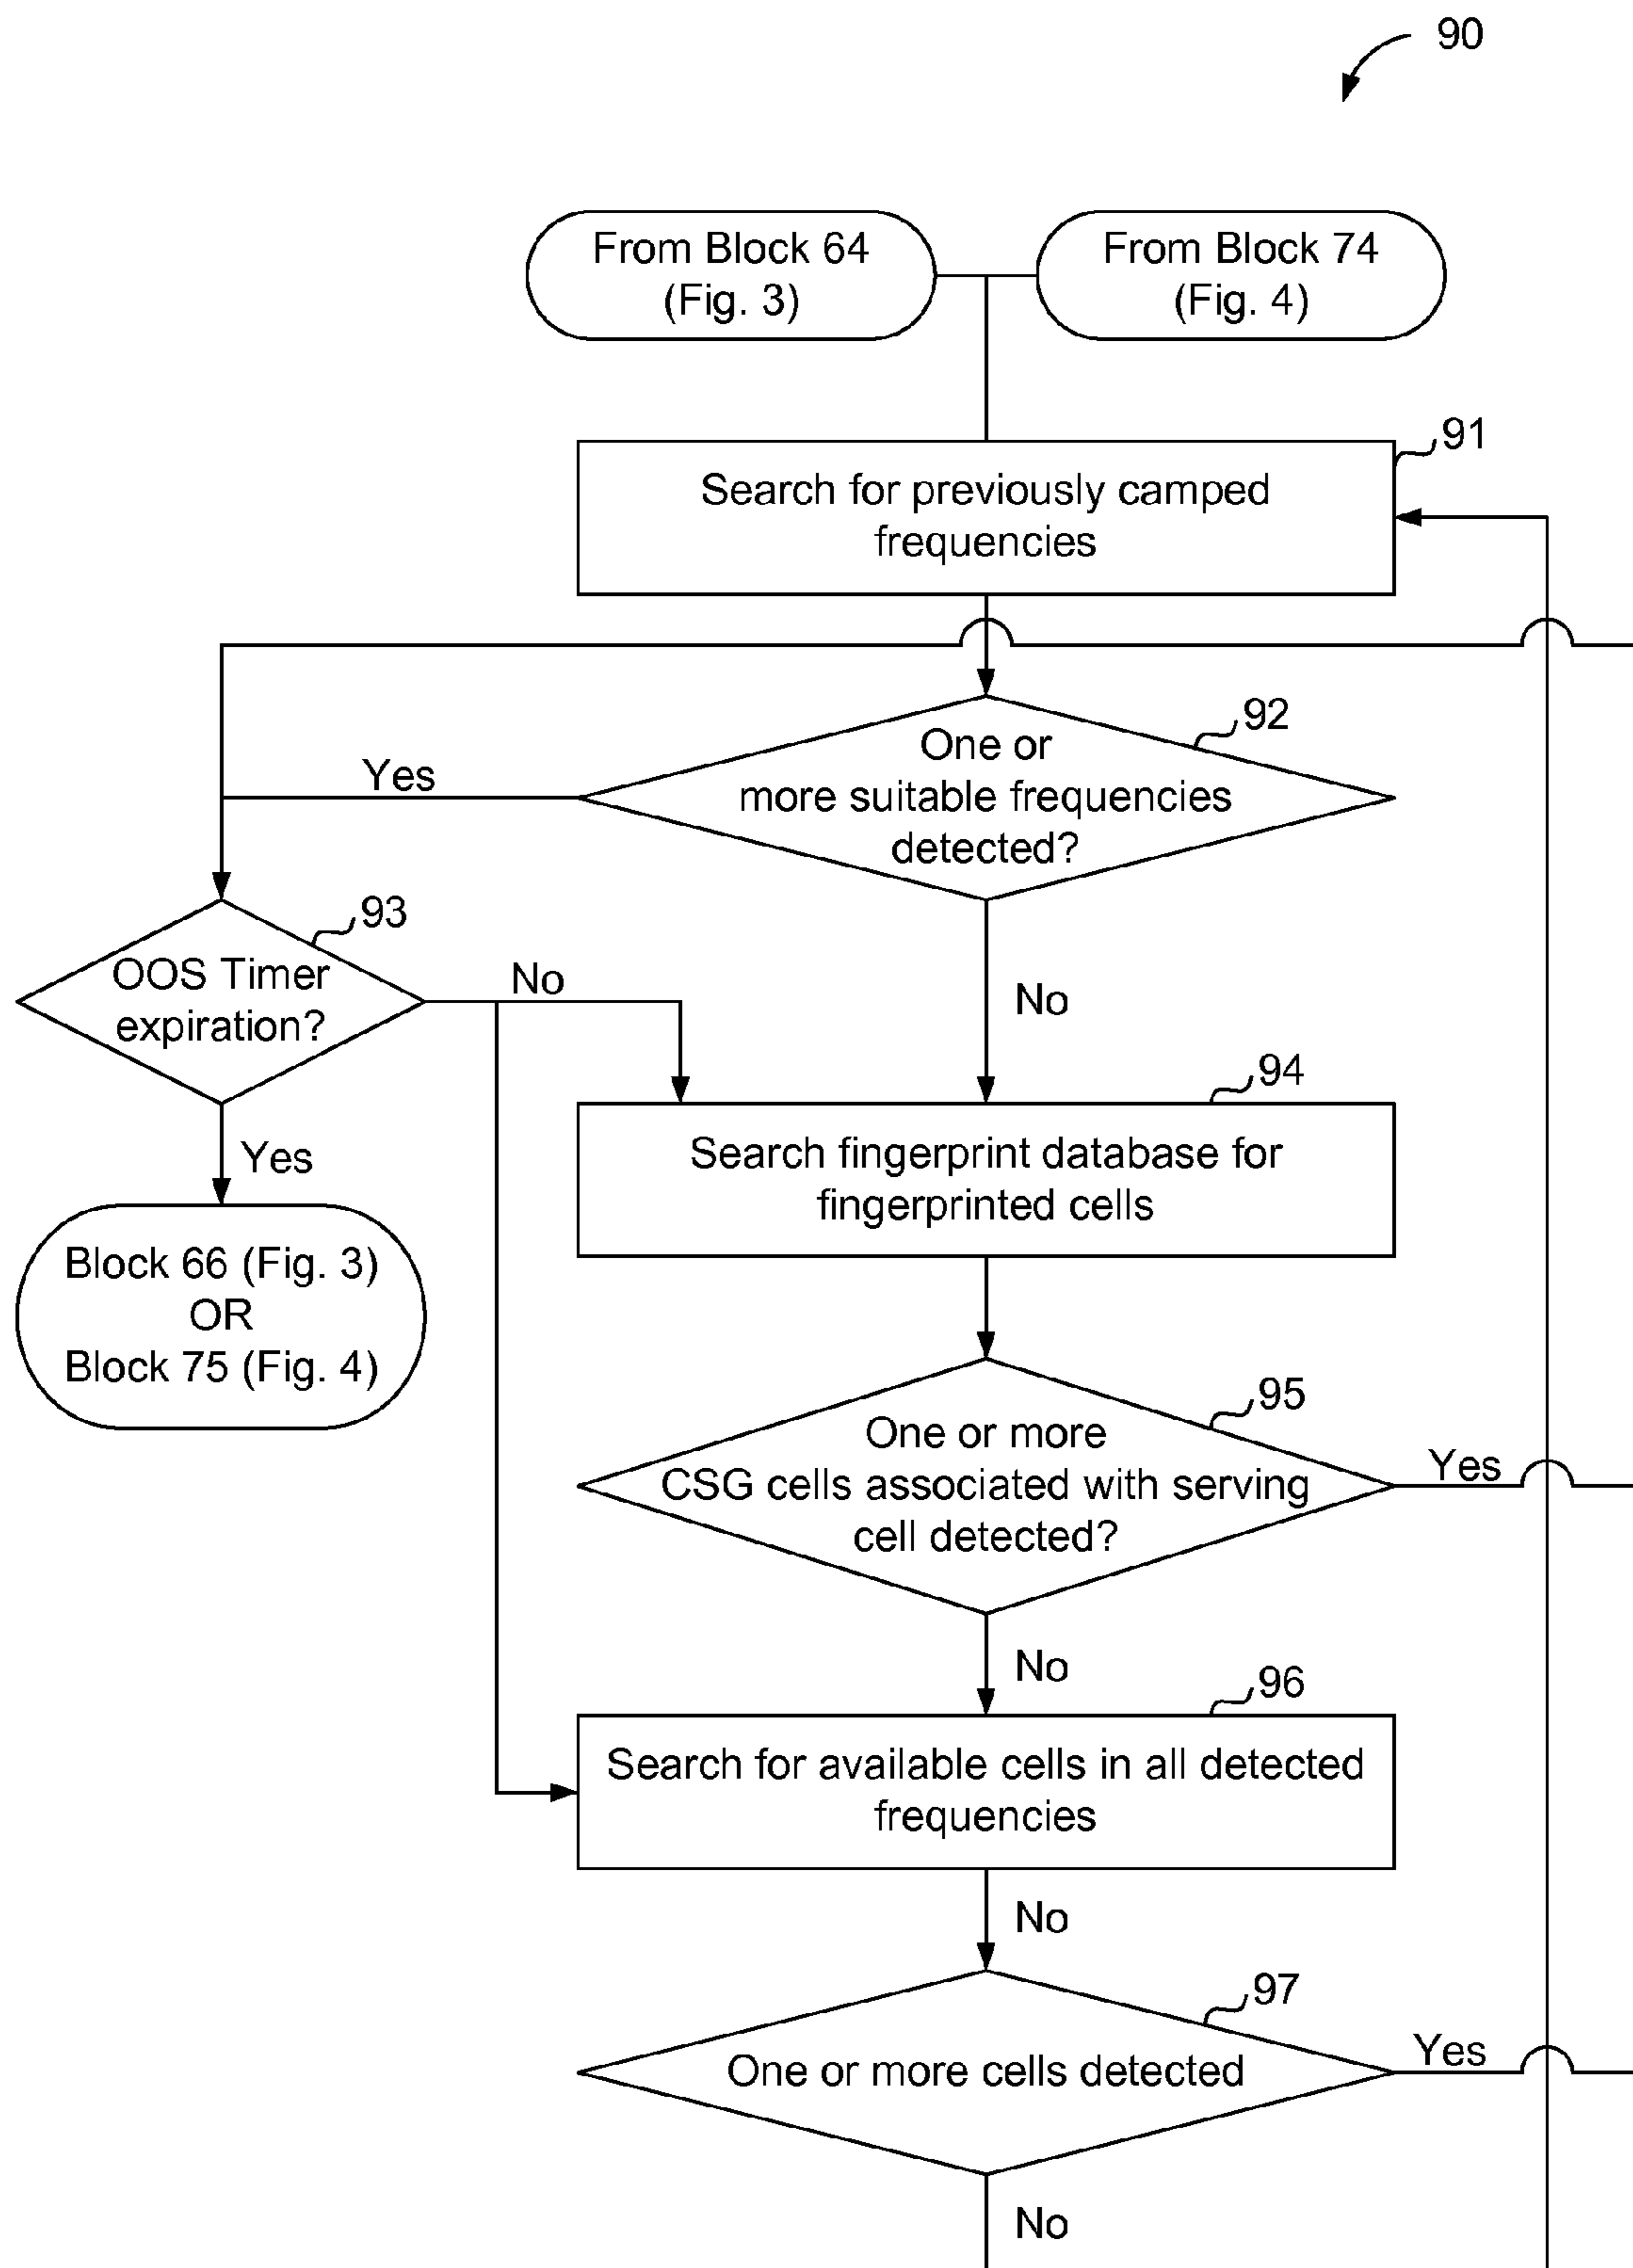 90
From Block 64
(Fig. 3)
From Block 74
(Fig. 4)
91
Search for previously camped
frequencies
92
One or
more suitable frequencies
detected?
Yes
93
OOS Timer
expiration?
No
No
94
Search fingerprint database for
fingerprinted cells
Yes
Block 66 (Fig. 3)
OR
Block 75 (Fig. 4)
95
One or more
CSG cells associated with serving
cell detected?
Yes
No
96
Search for available cells in all detected
frequencies
No
97
One or more cells detected
Yes
No